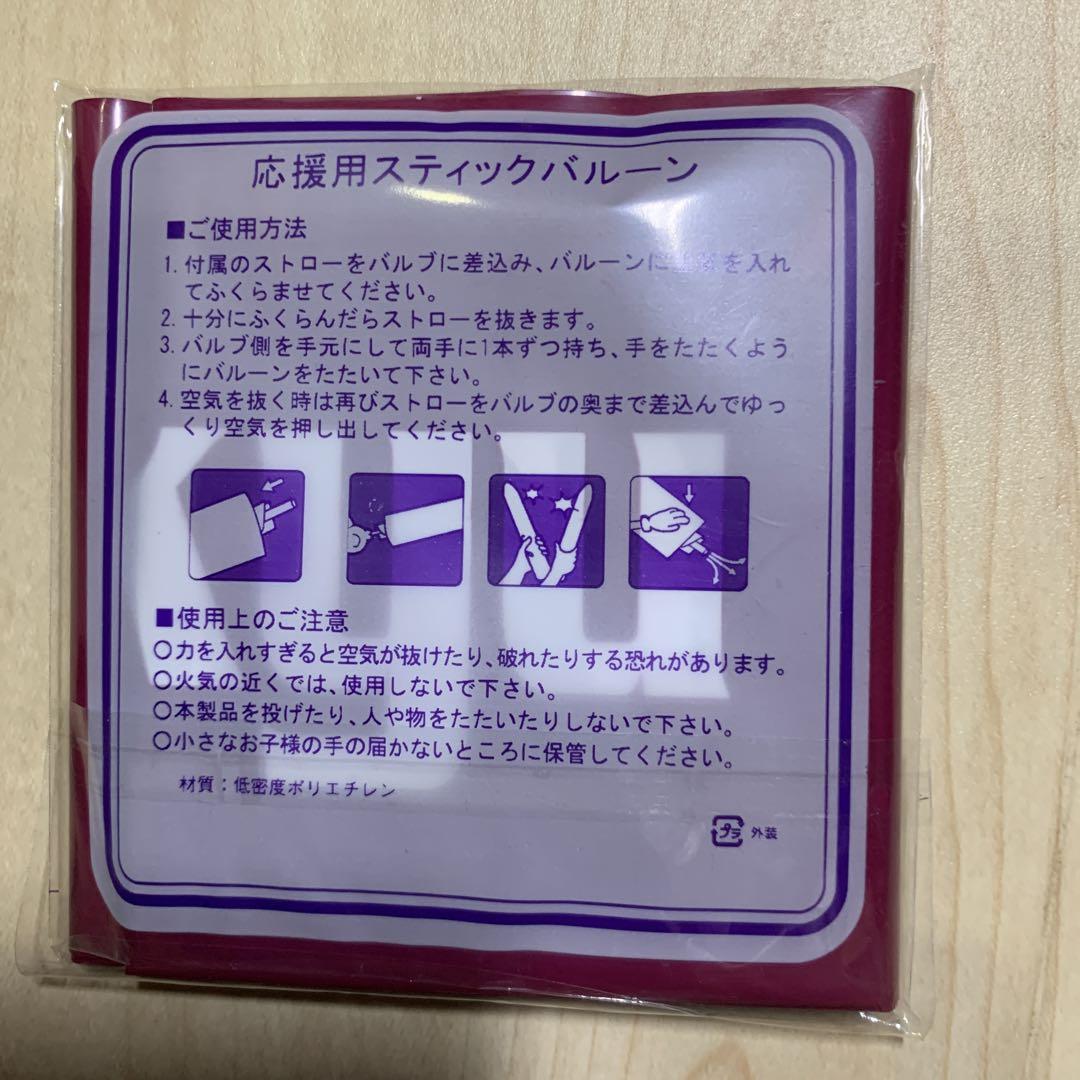 応援用スティックバルーン
■ご使用方法
1. 付属のストローをバルブに差込み、バルーンに空気を入れ
てふくらませてください。
2. 十分にふくらんだらストローを抜きます。
3. バルブ側を手元にして両手に1本ずつ持ち、手をたたくよう
にバルーンをたたいて下さい。
4. 空気を抜く時は再びストローをバルブの奥まで差込んでゆっ
くり空気を押し出してください。
■使用上のご注意
○力を入れすぎると空気が抜けたり、破れたりする恐れがあります。
○火気の近くでは、使用しないで下さい。
○本製品を投げたり、人や物をたたいたりしないで下さい。
○小さなお子様の手の届かないところに保管してください。
材質：低密度ポリエチレン
プラ 外装